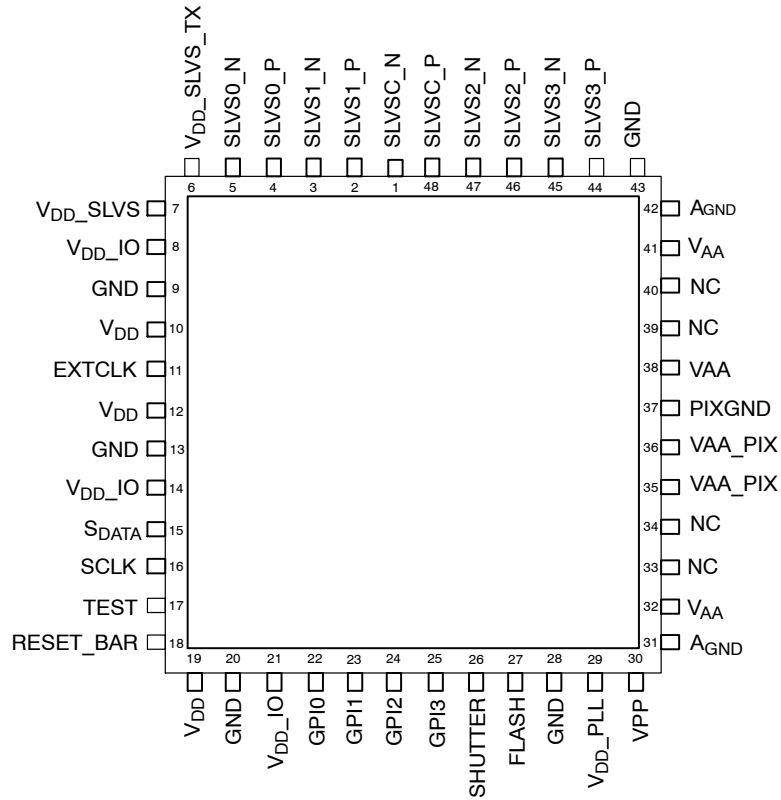 VDD_SLVS_TX
SLVS0_N
SLVS0_P
SLVS1_N
SLVS1_P
SLVSC_N
SLVSC_P
SLVS2_N
SLVS2_P
SLVS3_N
SLVS3_P
GND
6 5 4 3 2 1 48 47 46 45 44 43
VDD_SLVS 7
VDD_IO 8
GND 9
VDD 10
EXTCLK 11
VDD 12
GND 13
VDD_IO 14
SDATA 15
SCLK 16
TEST 17
RESET_BAR 18
42 AGND
41 VAA
40 NC
39 NC
38 VAA
37 PIXGND
36 VAA_PIX
35 VAA_PIX
34 NC
33 NC
32 VAA
31 AGND
19 20 21 22 23 24 25 26 27 28 29 30
VDD
GND
VDD_IO
GPI0
GPI1
GPI2
GPI3
SHUTTER
FLASH
GND
VDD_PLL
VPP